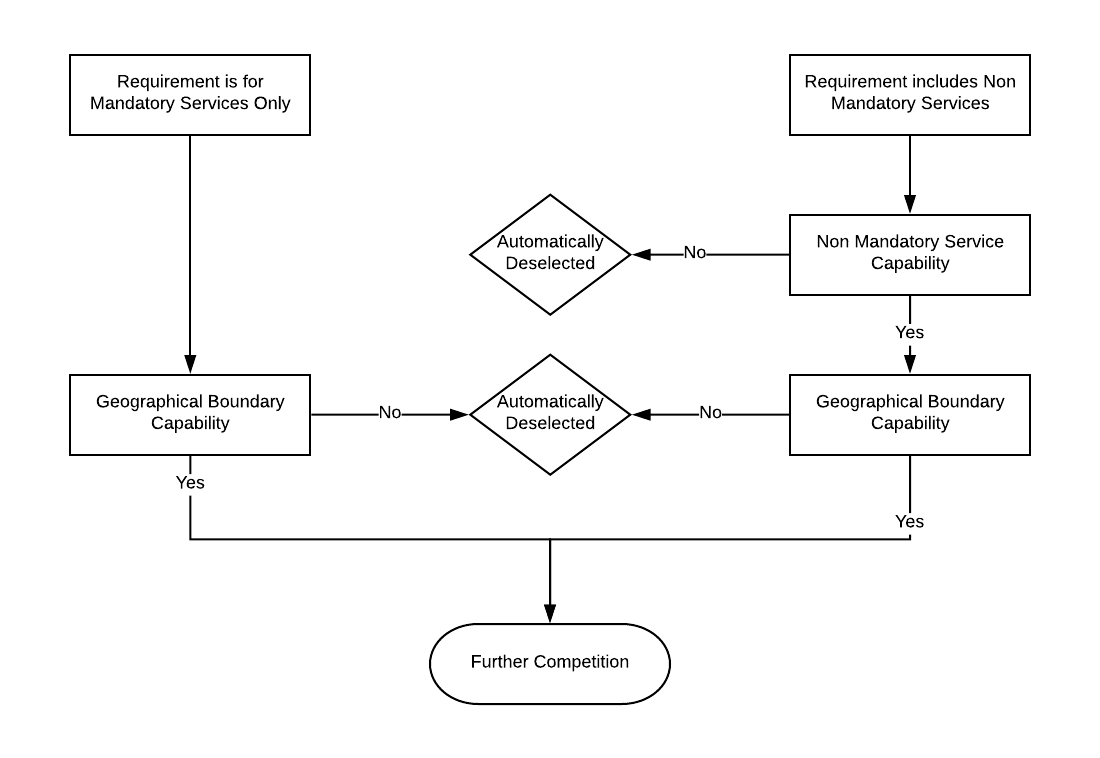 Requirement is for
Mandatory Services Only
Requirement includes Non
Mandatory Services
Automatically
Deselected
No
Non Mandatory Service
Capability
Yes
Geographical Boundary
Capability
No
Automatically
Deselected
No
Geographical Boundary
Capability
Yes
Yes
Further Competition